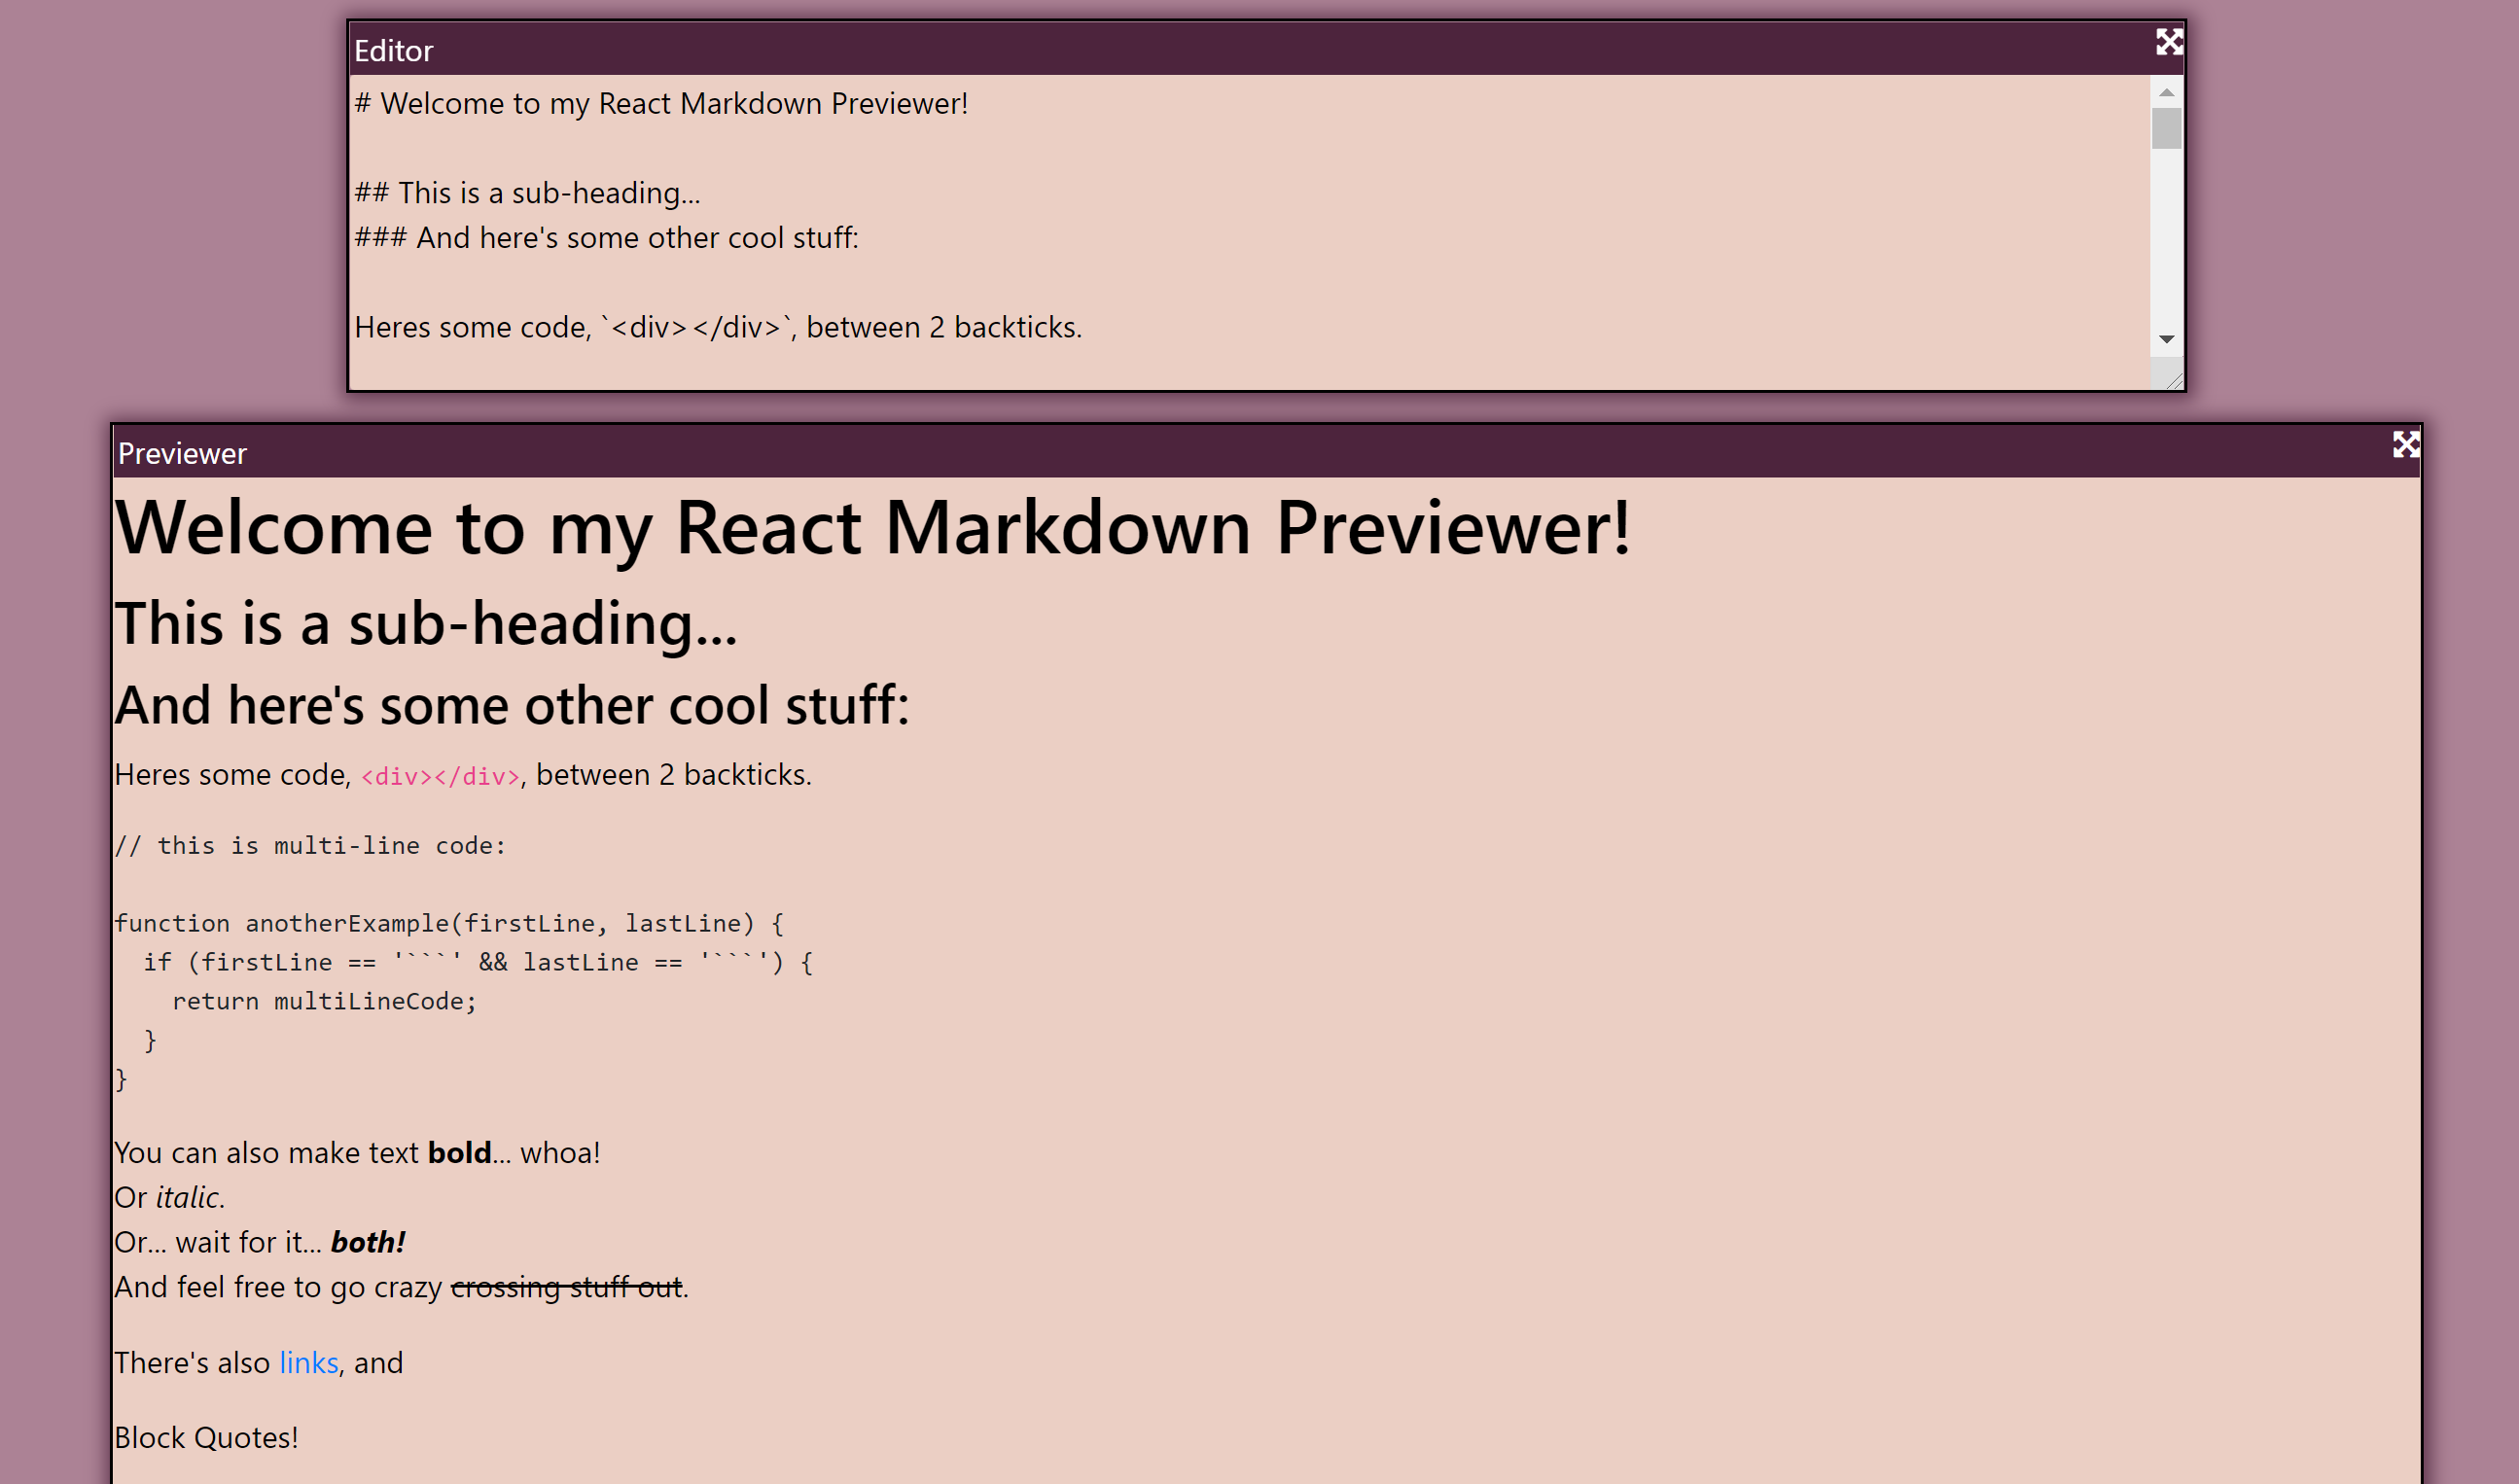 Editor
# Welcome to my React Markdown Previewer!
## This is a sub-heading...
### And here's some other cool stuff:
Heres some code, `<div></div>`, between 2 backticks.
Previewer
Welcome to my React Markdown Previewer!
This is a sub-heading...
And here's some other cool stuff:
Heres some code, <div></div>, between 2 backticks.
// this is multi-line code:
function anotherExample(firstLine, lastLine) {
  if (firstLine == '```' && lastLine == '```') {
    return multiLineCode;
  }
}
You can also make text bold... whoa!
Or italic.
Or... wait for it... both!
And feel free to go crazy crossing stuff out.
There's also links, and
Block Quotes!